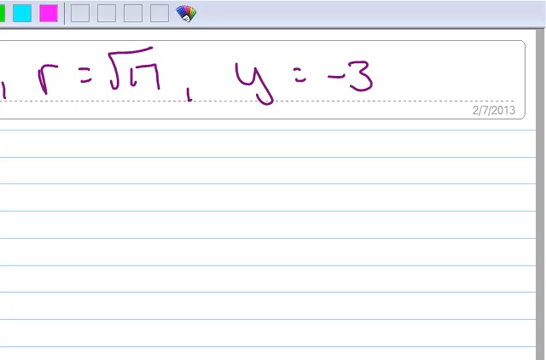 , r = √17, y = -3
2/7/2013